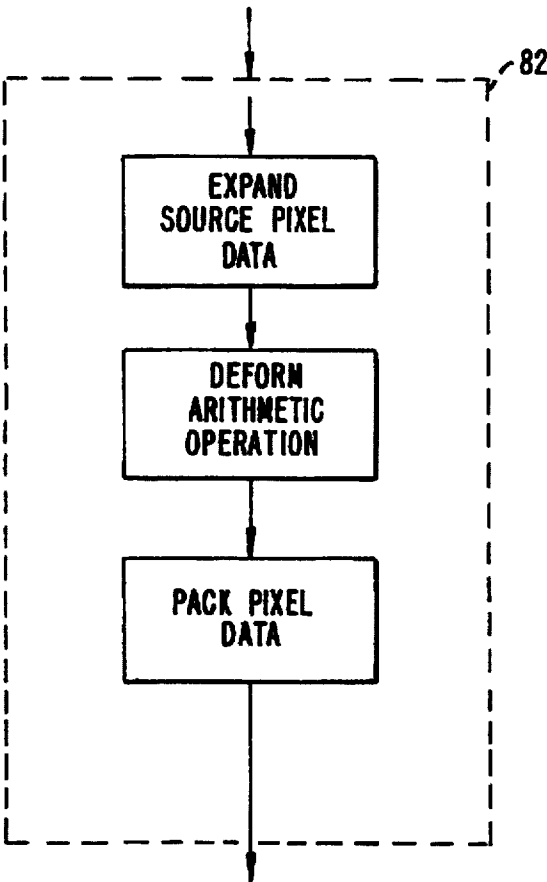 82
EXPAND
SOURCE PIXEL
DATA
DEFORM
ARITHMETIC
OPERATION
PACK PIXEL
DATA